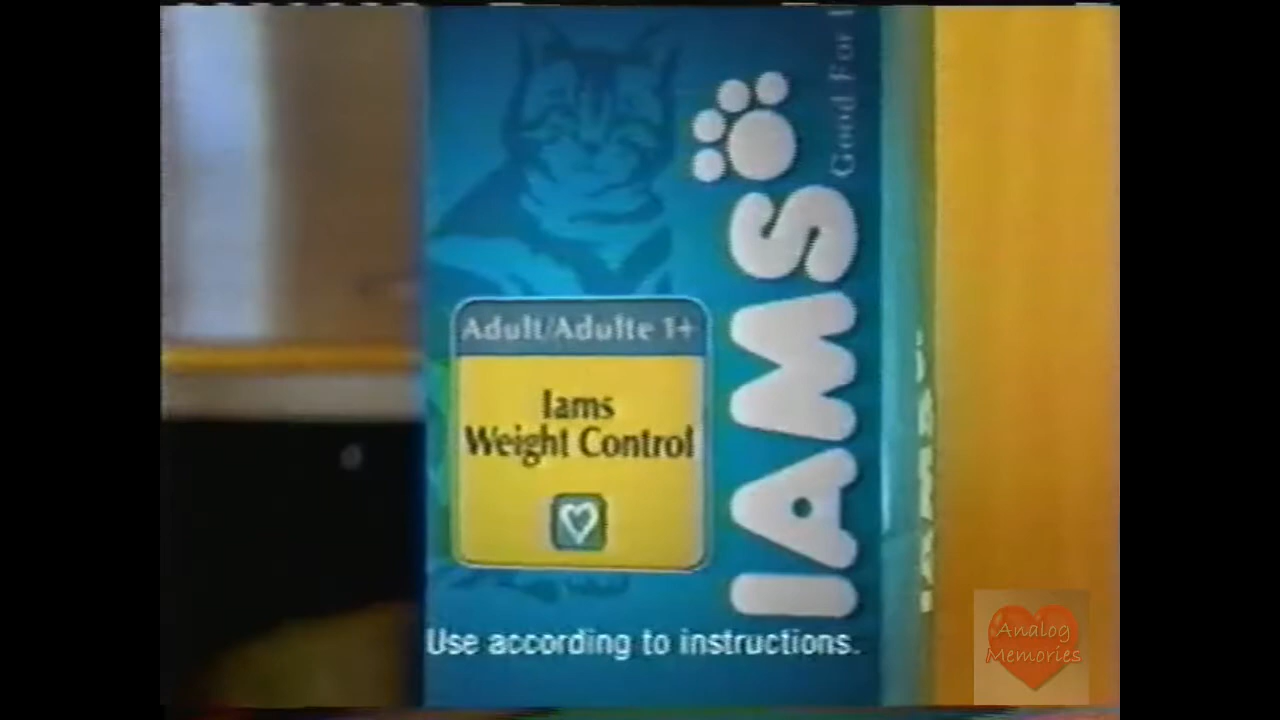 Good For
IAMS
Adult/Adulte 1+
Iams
Weight Control
Use according to instructions.
Analog
Memories